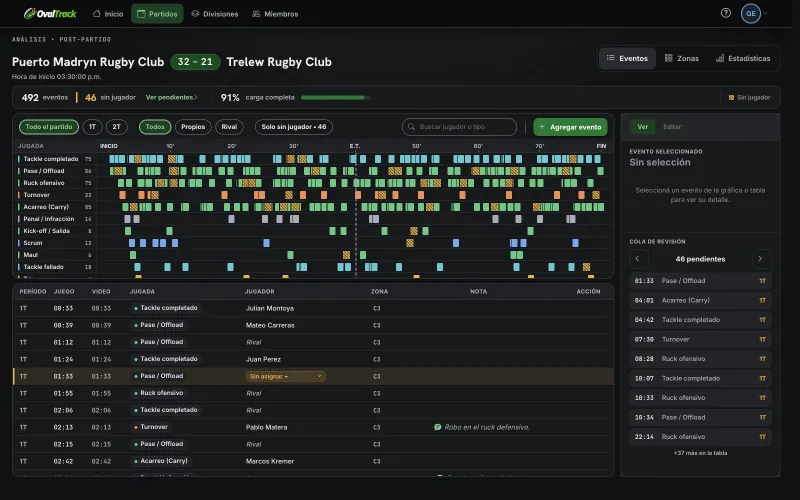 OvalTrack
Inicio
Partidos
Divisiones
Miembros
GE
ANÁLISIS • POST-PARTIDO
Puerto Madryn Rugby Club 32 – 21 Trelew Rugby Club
Hora de inicio 03:30:00 p.m.
Eventos
Zonas
Estadísticas
492 eventos 46 sin jugador Ver pendientes 91% carga completa
Sin jugador
Todo el partido 1T 2T Todos Propios Rival Solo sin jugador • 46
Buscar jugador o tipo
+ Agregar evento
JUGADA INICIO 10' 20' 30' E.T. 50' 60' 70' FIN
Tackle completado 75
Pase / Offload 86
Ruck ofensivo 75
Turnover 22
Acarreo (Carry) 55
Penal / Infracción 14
Kick-off / Salida 8
Scrum 12
Maul 6
Tackle fallado 18
PERÍODO JUEGO VIDEO JUGADA JUGADOR ZONA NOTA ACCIÓN
1T 00:33 00:33 Tackle completado Julian Montoya C3
1T 00:39 00:39 Pase / Offload Mateo Carreras C3
1T 01:12 01:12 Pase / Offload Rival C3
1T 01:24 01:24 Tackle completado Juan Perez C3
1T 01:33 01:33 Pase / Offload Sin asignar C3
1T 01:55 01:55 Ruck ofensivo Rival C3
1T 02:06 02:06 Tackle completado Rival C3
1T 02:13 02:13 Turnover Pablo Matera C3 Robo en el ruck defensivo.
1T 02:15 02:15 Pase / Offload Rival C3
1T 02:42 02:42 Acarreo (Carry) Marcos Kremer C3
Ver Editar
EVENTO SELECCIONADO
Sin selección
Seleccioná un evento de la gráfica o tabla
para ver su detalle.
COLA DE REVISIÓN
46 pendientes
01:33 Pase / Offload 1T
04:01 Acarreo (Carry) 1T
04:42 Tackle completado 1T
07:30 Turnover 1T
08:28 Ruck ofensivo 1T
10:07 Tackle completado 1T
10:33 Ruck ofensivo 1T
10:34 Pase / Offload 1T
22:14 Ruck ofensivo 1T
+37 más en la tabla